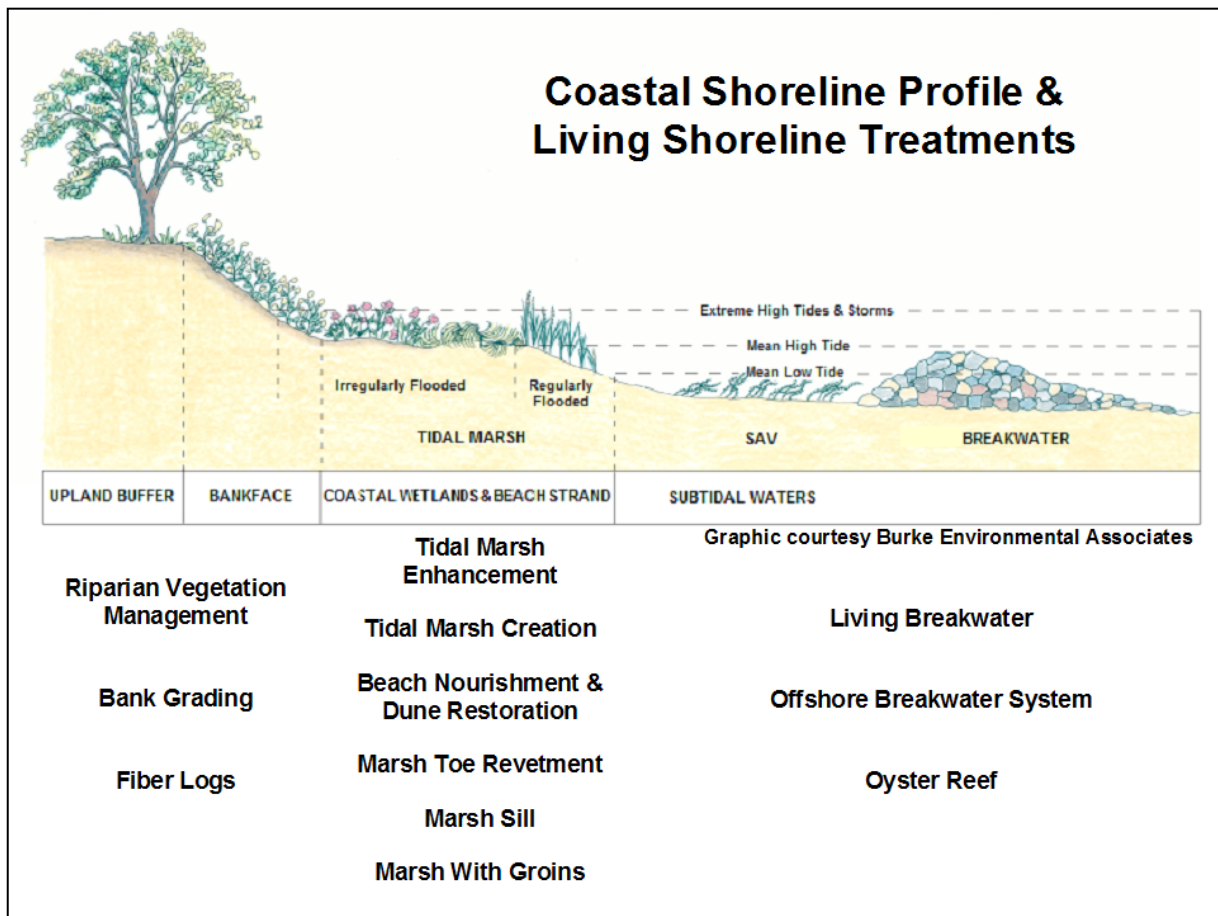 Coastal Shoreline Profile &
Living Shoreline Treatments
Extreme High Tides & Storms
Mean High Tide
Mean Low Tide
Irregularly Flooded
Regularly
Flooded
TIDAL MARSH
SAV
BREAKWATER
UPLAND BUFFER
BANKFACE
COASTAL WETLANDS & BEACH STRAND
SUBTIDAL WATERS
Graphic courtesy Burke Environmental Associates
Riparian Vegetation
Management
Bank Grading
Fiber Logs
Tidal Marsh
Enhancement
Tidal Marsh Creation
Beach Nourishment &
Dune Restoration
Marsh Toe Revetment
Marsh Sill
Marsh With Groins
Living Breakwater
Offshore Breakwater System
Oyster Reef